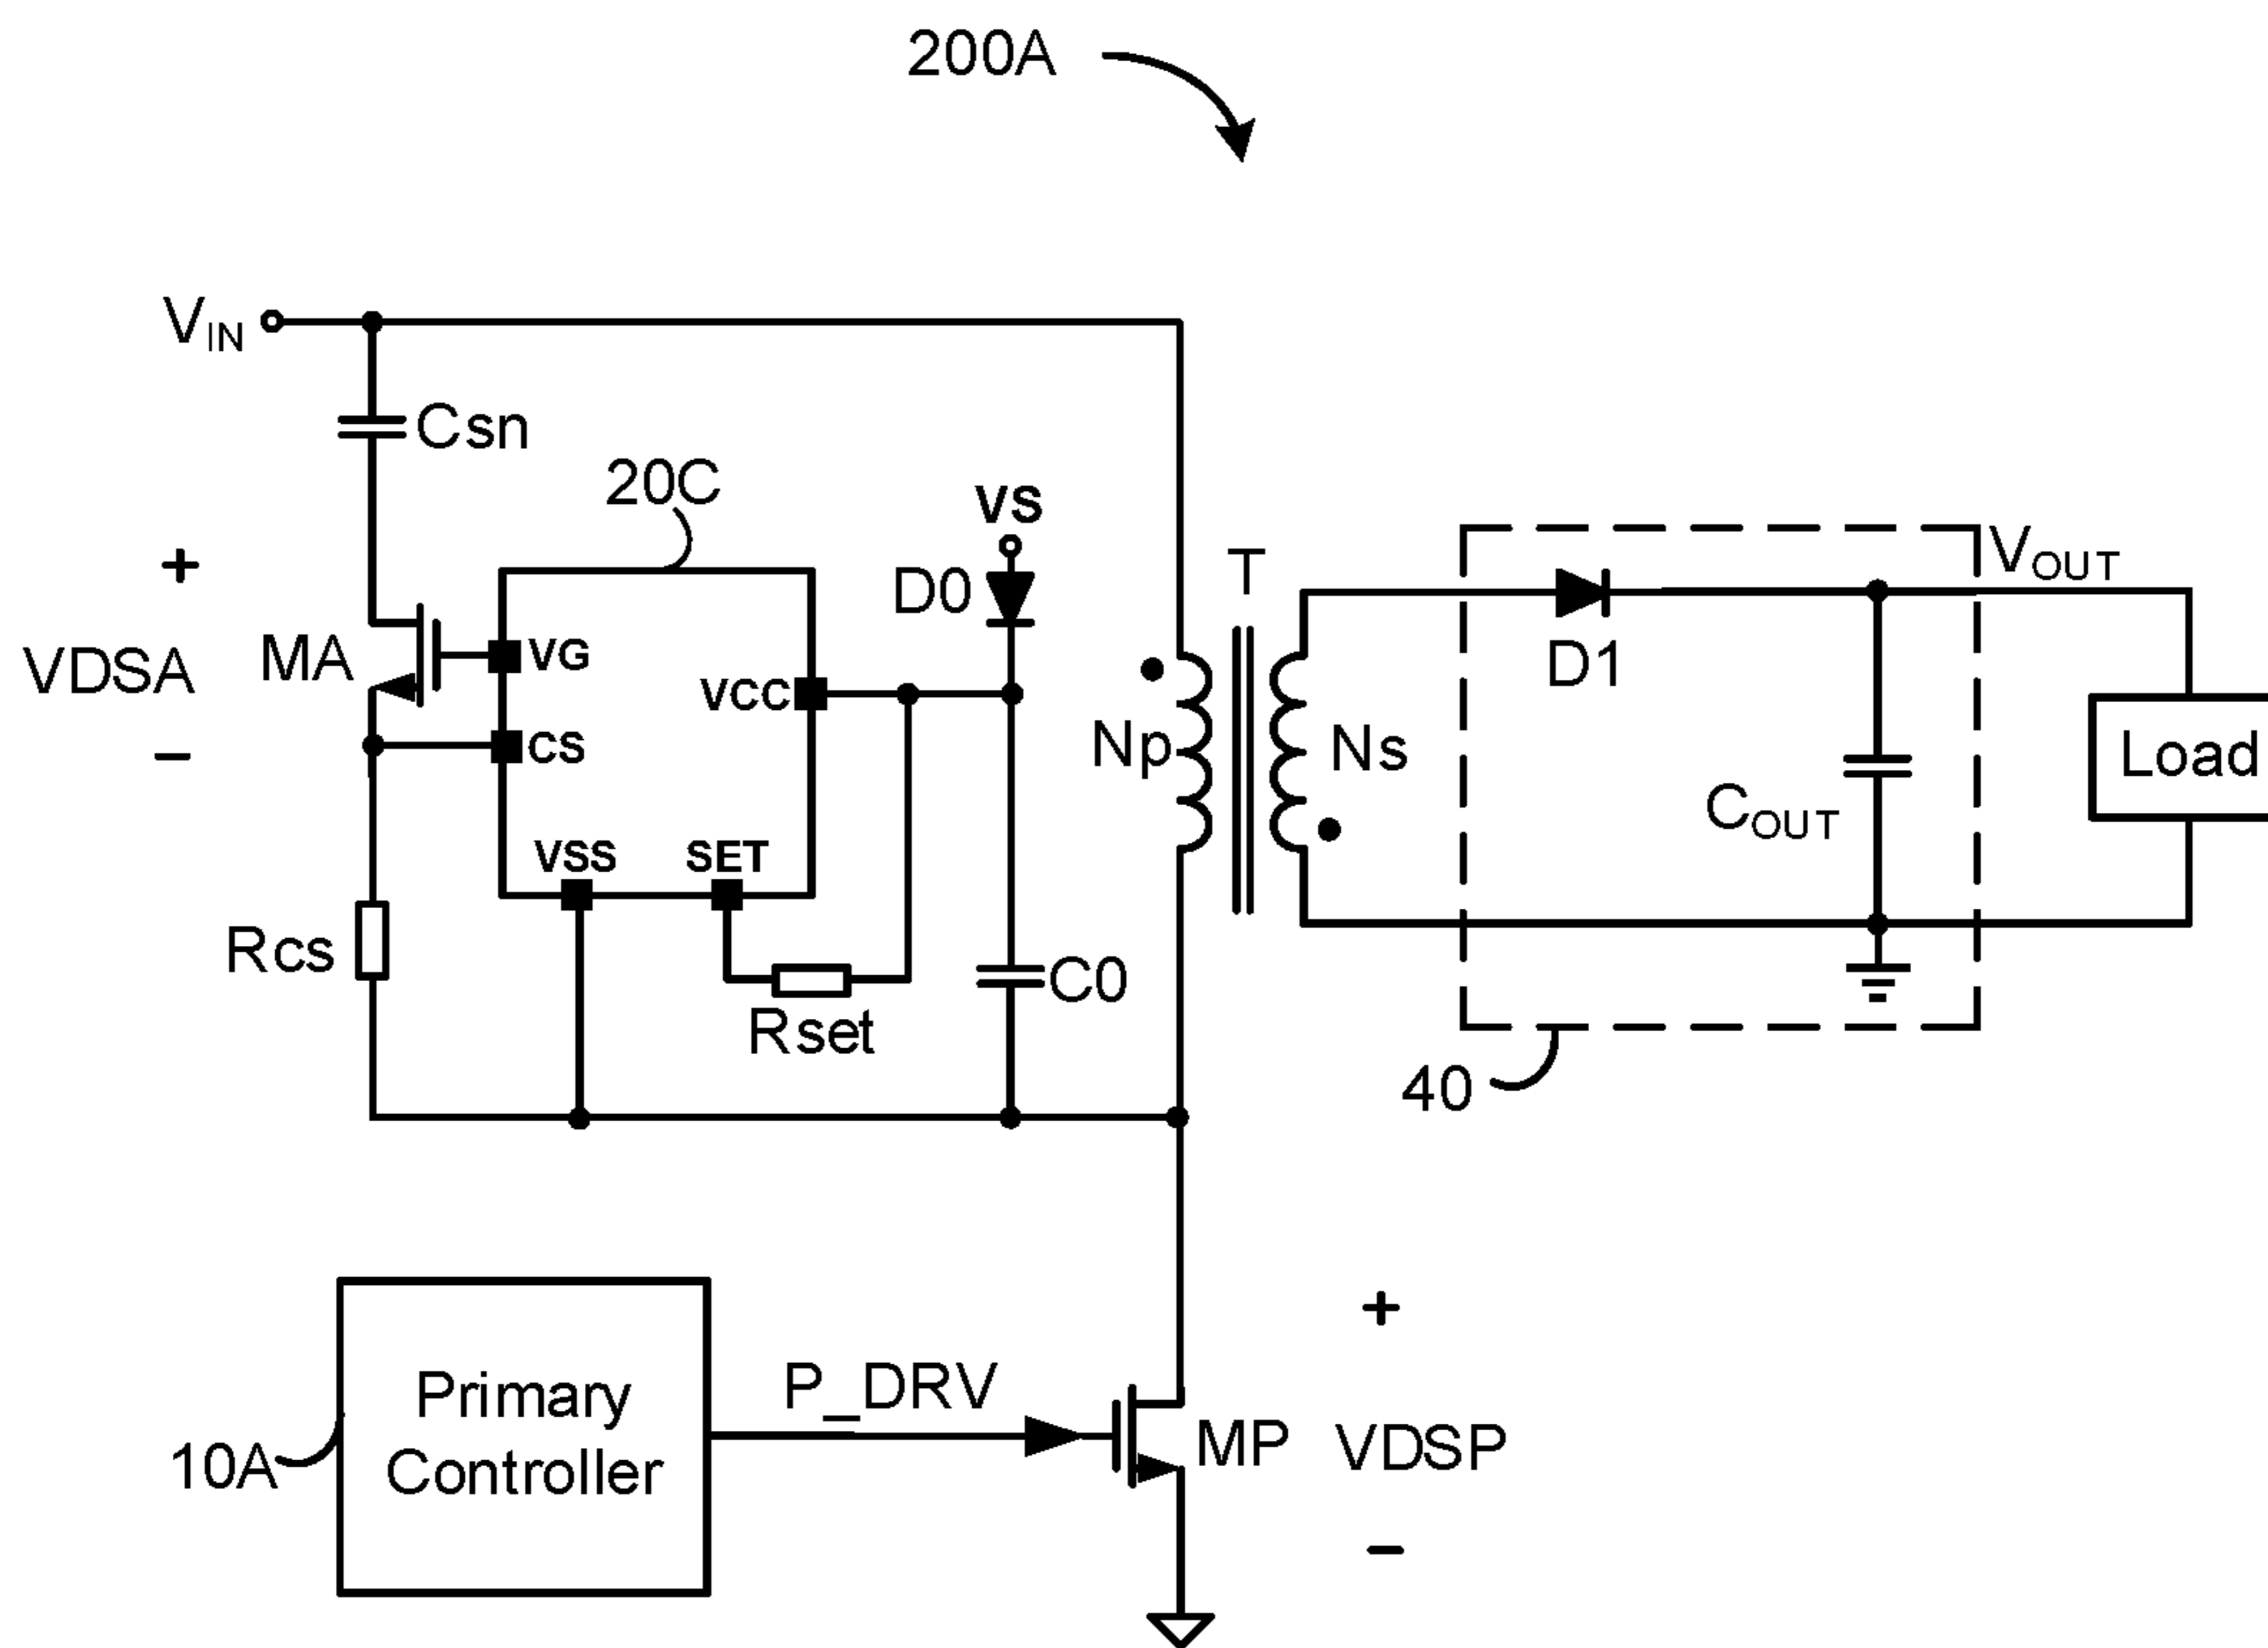 200A
VIN
Csn
20C
VS
D0
T
VOUT
+
VDSA
−
MA
VG
CS
VCC
VSS
SET
Np
Ns
D1
COUT
Load
Rcs
Rset
C0
40
10A
Primary
Controller
P_DRV
MP
+
VDSP
−